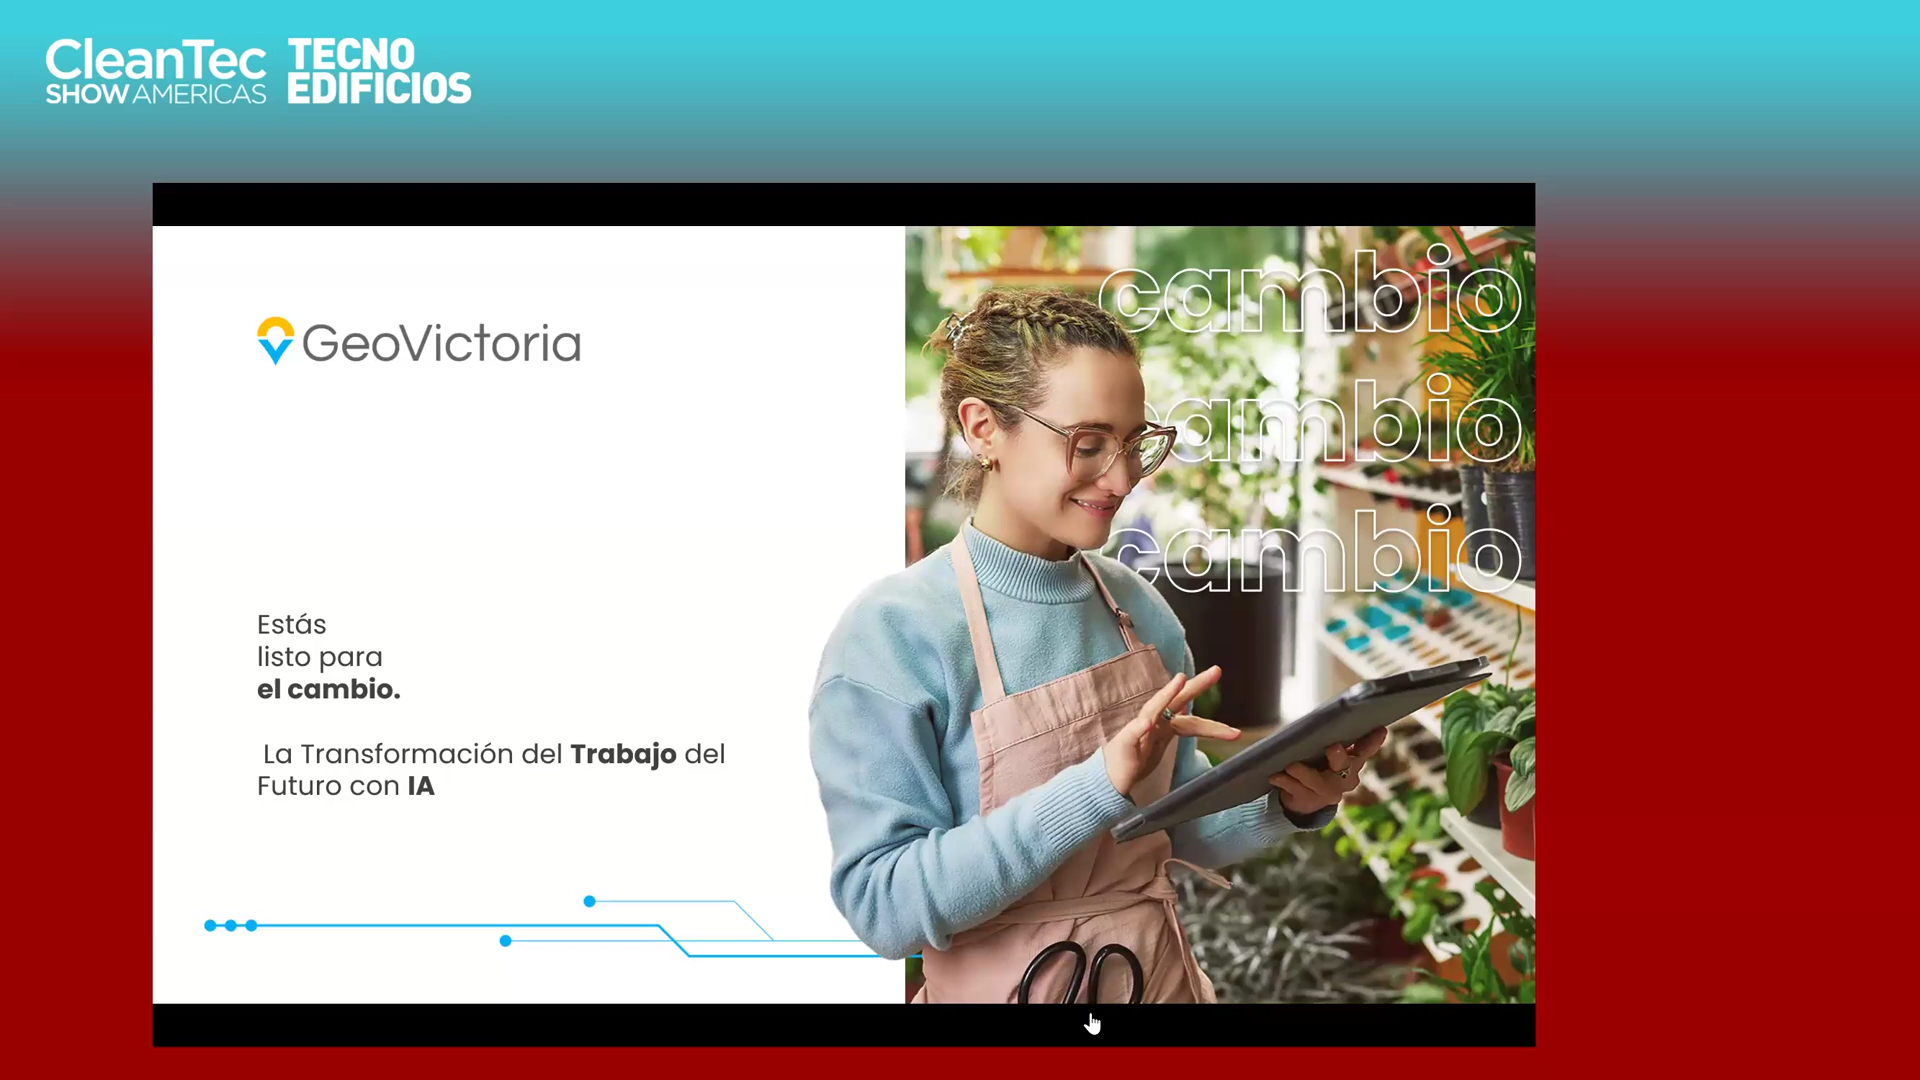 CleanTec
SHOW AMERICAS
TECNO
EDIFICIOS
GeoVictoria
cambio
cambio
cambio
Estás
listo para
el cambio.
La Transformación del Trabajo del
Futuro con IA